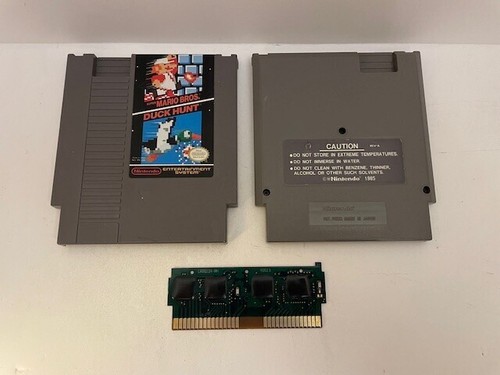 SUPER MARIO BROS.
DUCK HUNT
Nintendo
ENTERTAINMENT
SYSTEM
CAUTION
• DO NOT STORE IN EXTREME TEMPERATURES.
• DO NOT IMMERSE IN WATER.
• DO NOT CLEAN WITH BENZENE, THINNER,
ALCOHOL OR OTHER SUCH SOLVENTS.
Nintendo 1985